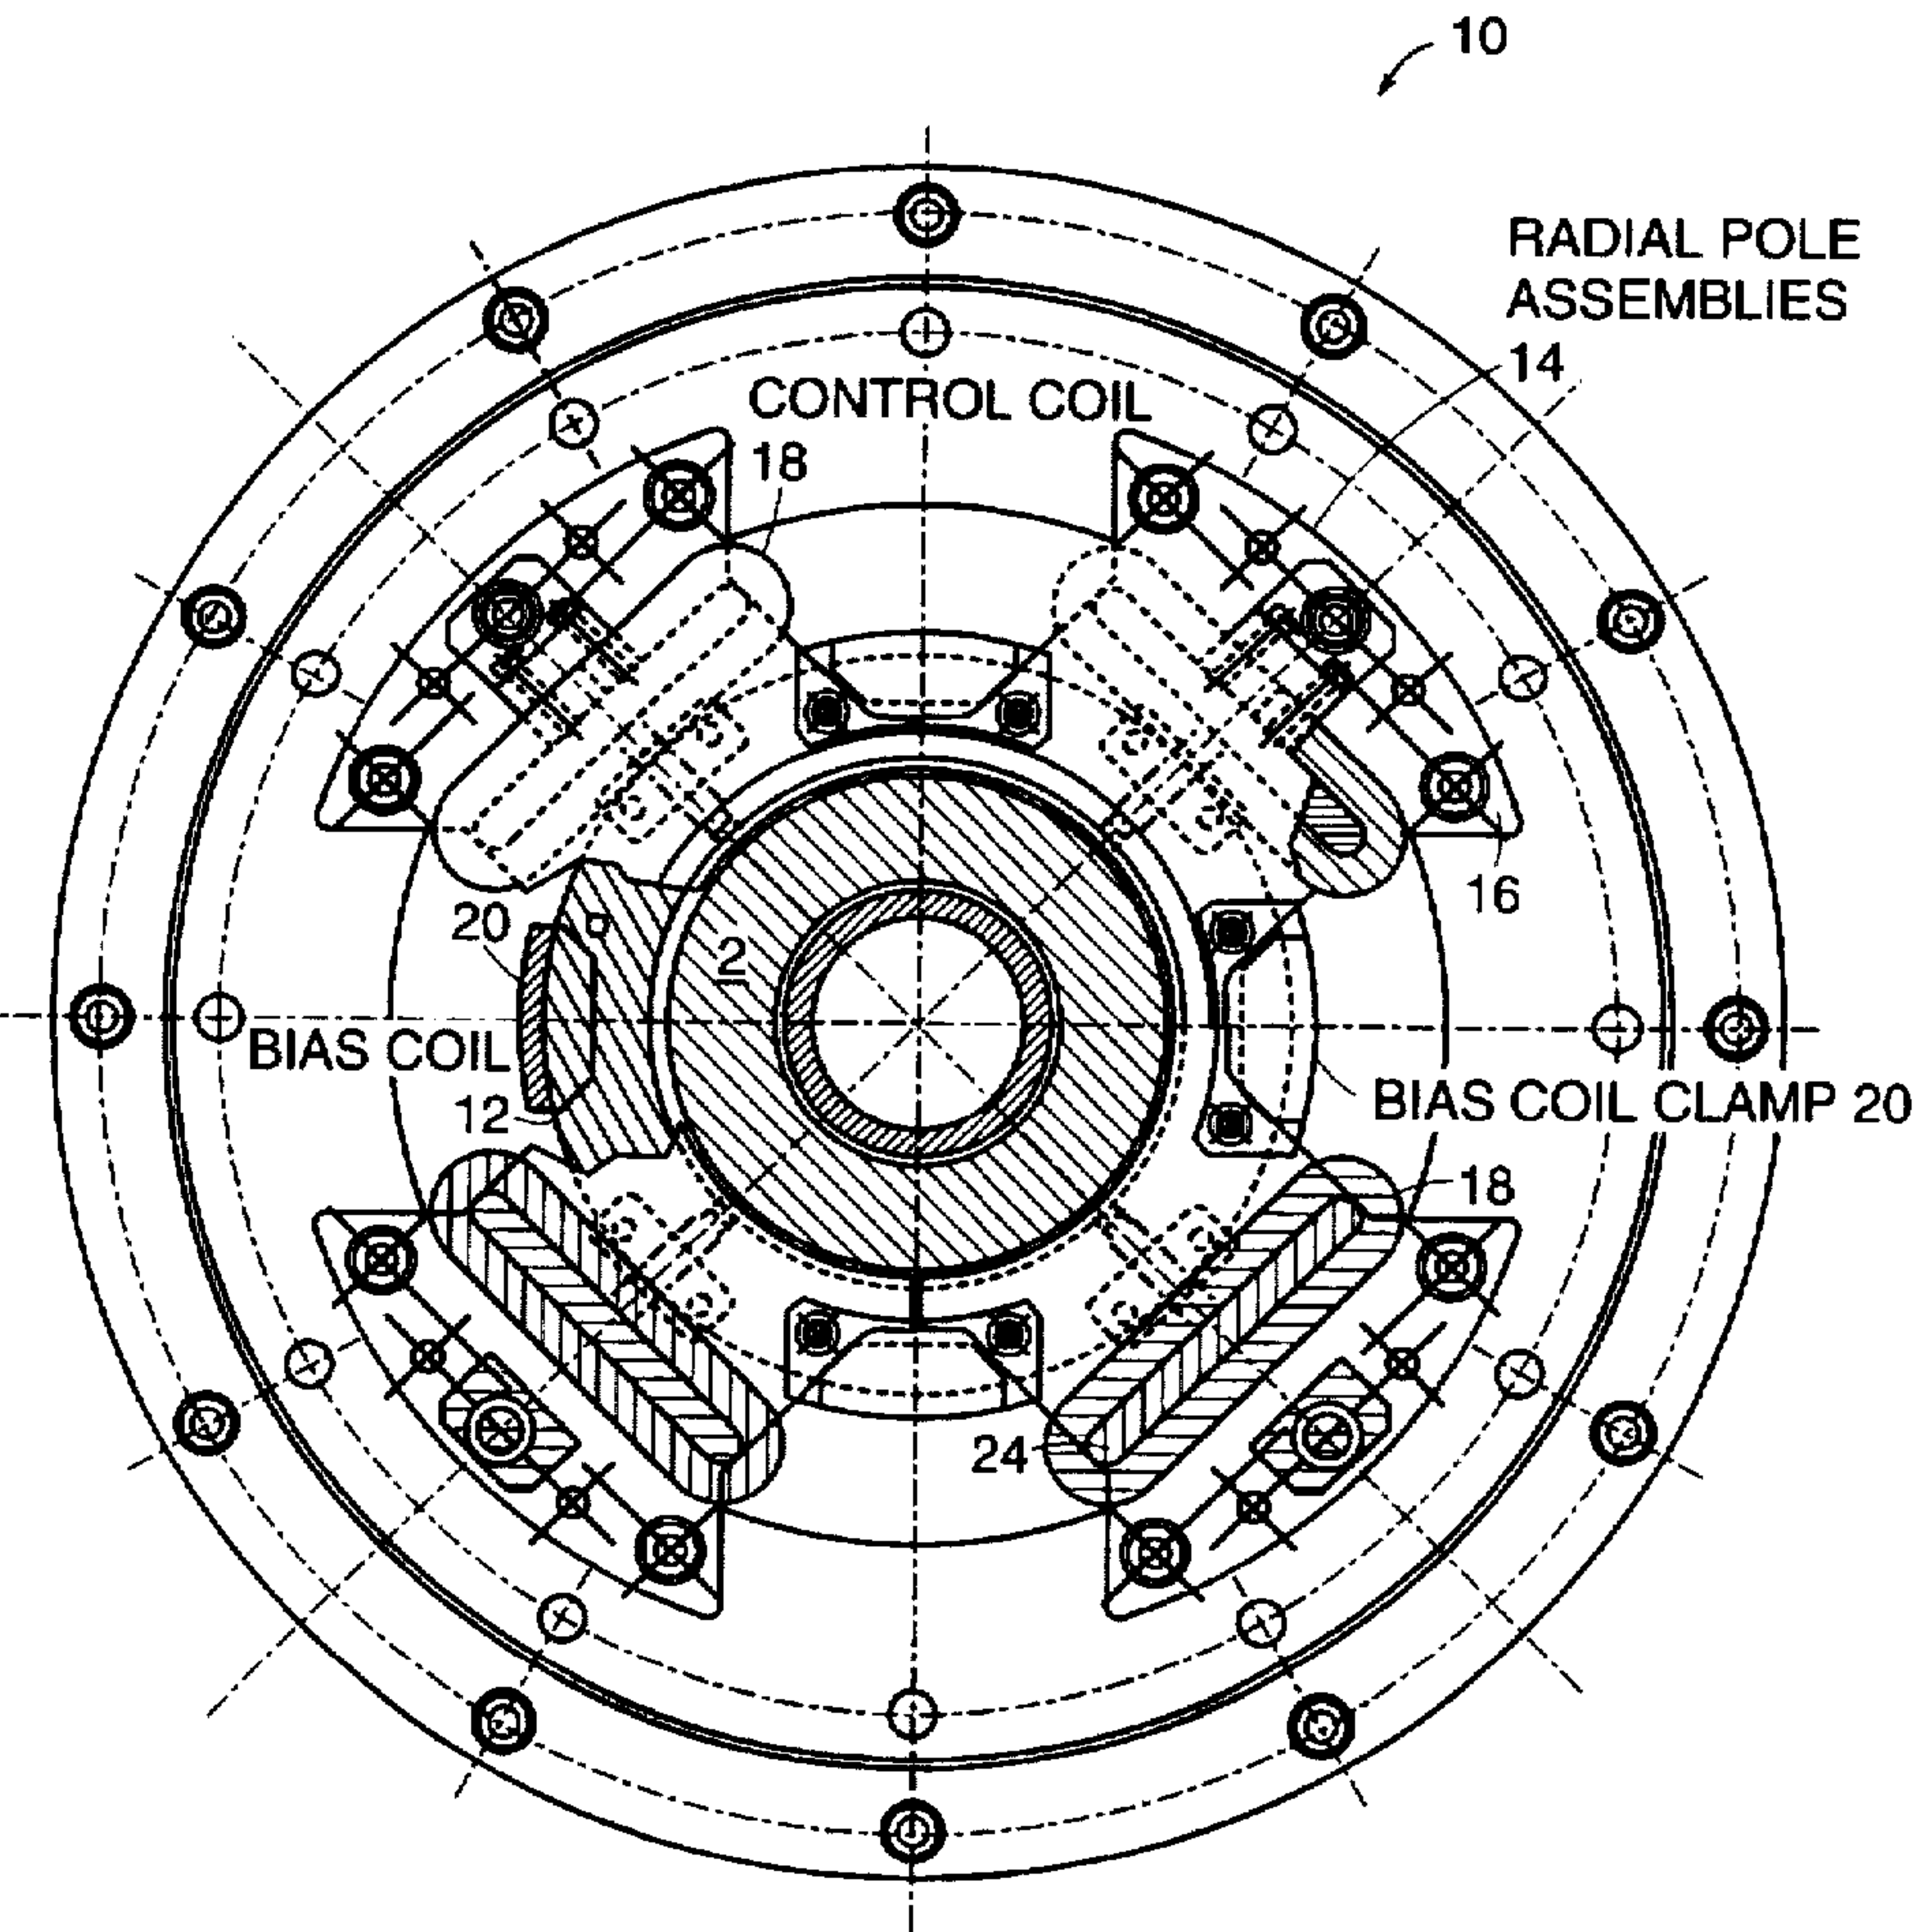 10
RADIAL POLE
ASSEMBLIES
14
CONTROL COIL
18
16
20
2
BIAS COIL
12
BIAS COIL CLAMP 20
18
24